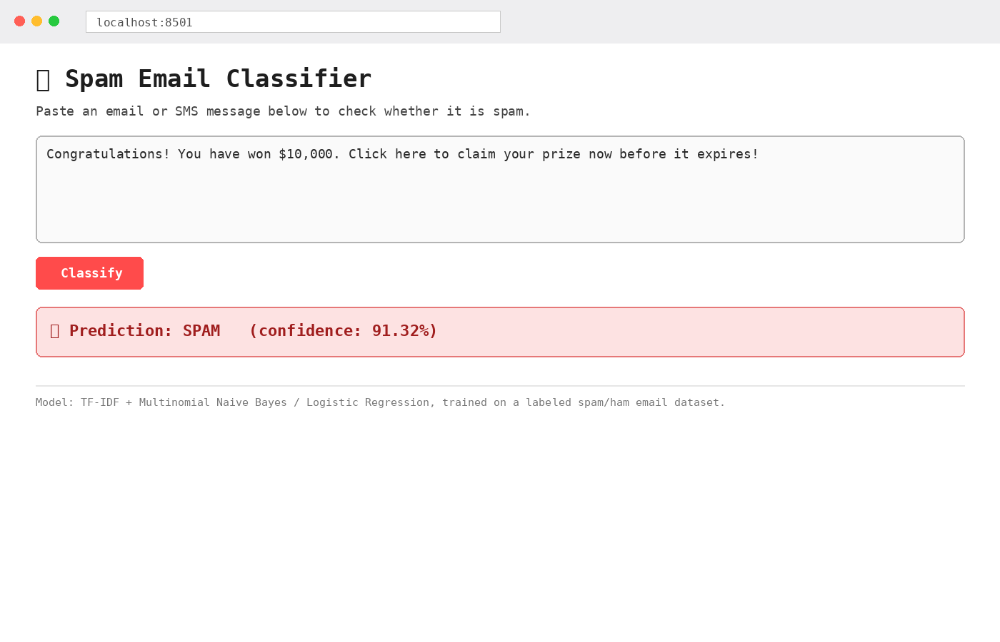 localhost:8501
Spam Email Classifier
Paste an email or SMS message below to check whether it is spam.
Congratulations! You have won $10,000. Click here to claim your prize now before it expires!
Classify
Prediction: SPAM (confidence: 91.32%)
Model: TF-IDF + Multinomial Naive Bayes / Logistic Regression, trained on a labeled spam/ham email dataset.